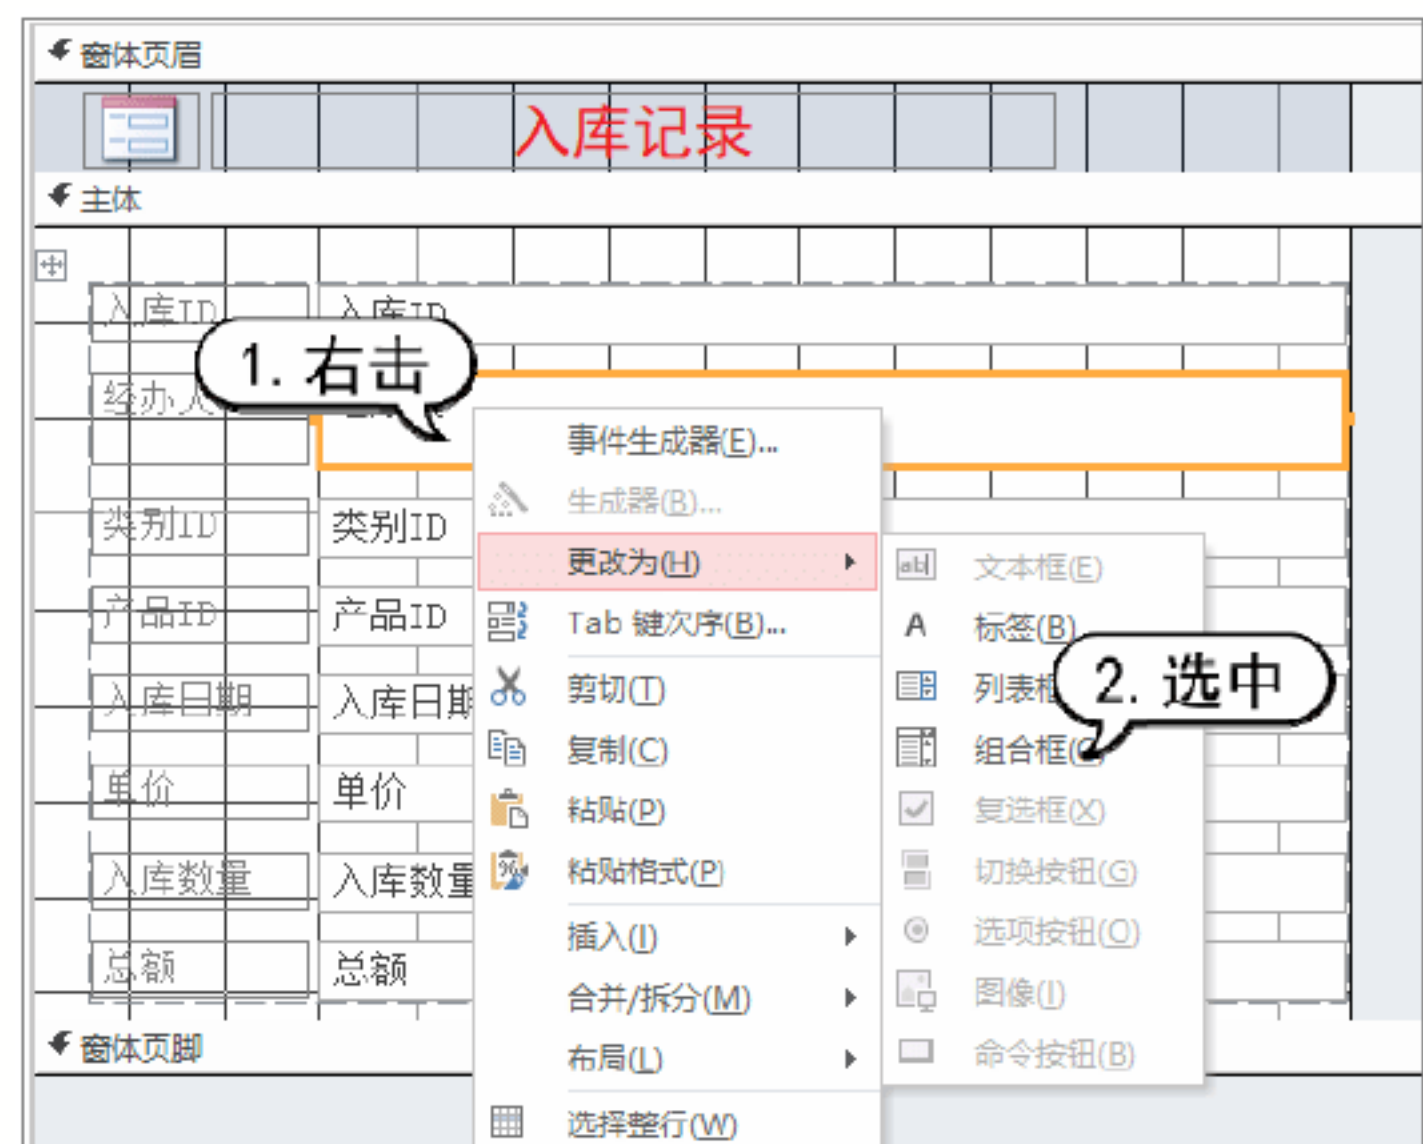 窗体页眉
入库记录
主体
入库ID 入库ID
1. 右击
经办人
事件生成器(E)...
生成器(B)...
类别ID 类别ID
更改为(H)
文本框(E)
产品ID 产品ID
Tab 键次序(B)...
标签(B)
2. 选中
入库日期 入库日期
剪切(T)
列表框
复制(C)
组合框(
单价 单价
粘贴(P)
复选框(X)
入库数量 入库数量
粘贴格式(P)
切换按钮(G)
插入(I)
选项按钮(O)
总额 总额
合并/拆分(M)
图像(I)
窗体页脚
布局(L)
命令按钮(B)
选择整行(W)